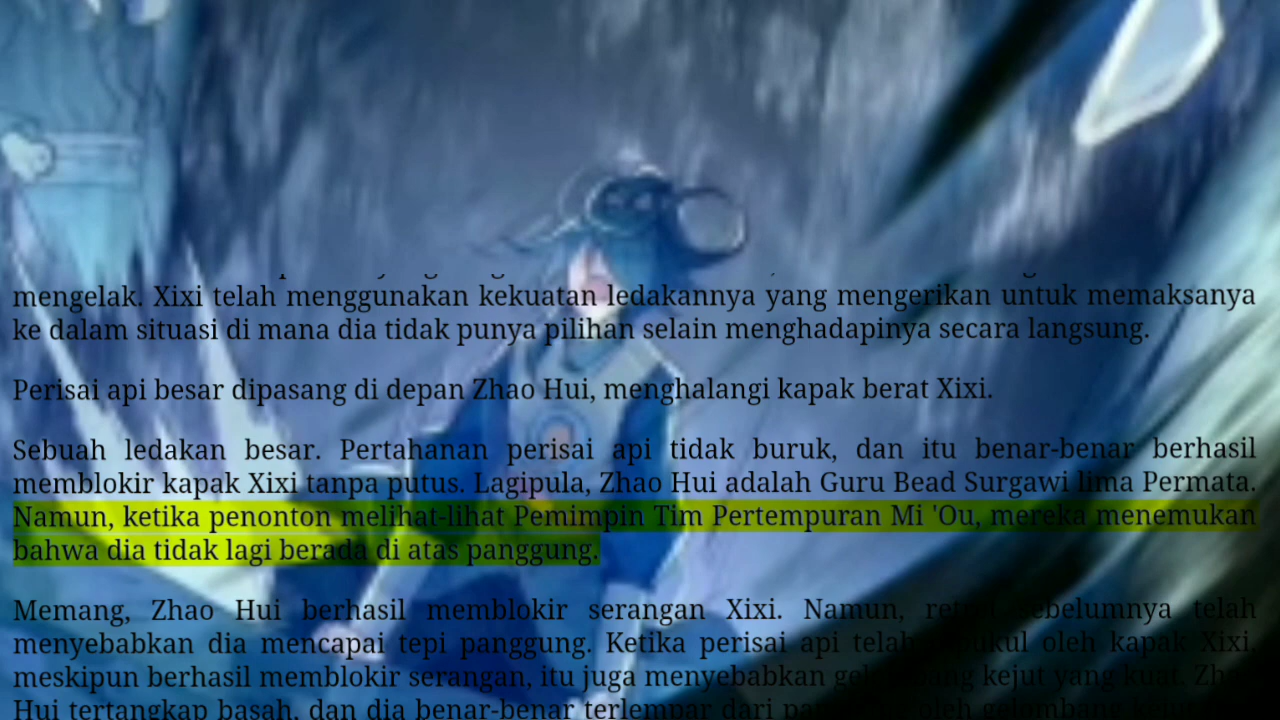 mengelak. Xixi telah menggunakan kekuatan ledakannya yang mengerikan untuk memaksanya
ke dalam situasi di mana dia tidak punya pilihan selain menghadapinya secara langsung.
Perisai api besar dipasang di depan Zhao Hui, menghalangi kapak berat Xixi.
Sebuah ledakan besar. Pertahanan perisai api tidak buruk, dan itu benar-benar berhasil
memblokir kapak Xixi tanpa putus. Lagipula, Zhao Hui adalah Guru Bead Surgawi lima Permata.
Namun, ketika penonton melihat-lihat Pemimpin Tim Pertempuran Mi 'Ou, mereka menemukan
bahwa dia tidak lagi berada di atas panggung.
Memang, Zhao Hui berhasil memblokir serangan Xixi. Namun, sebelumnya telah
menyebabkan dia mencapai tepi panggung. Ketika perisai api telah oleh kapak Xixi,
meskipun berhasil memblokir serangan, itu juga menyebabkan gelombang kejut yang kuat. Zhao
Hui tertangkap basah, dan dia benar-benar terlempar dari oleh gelombang